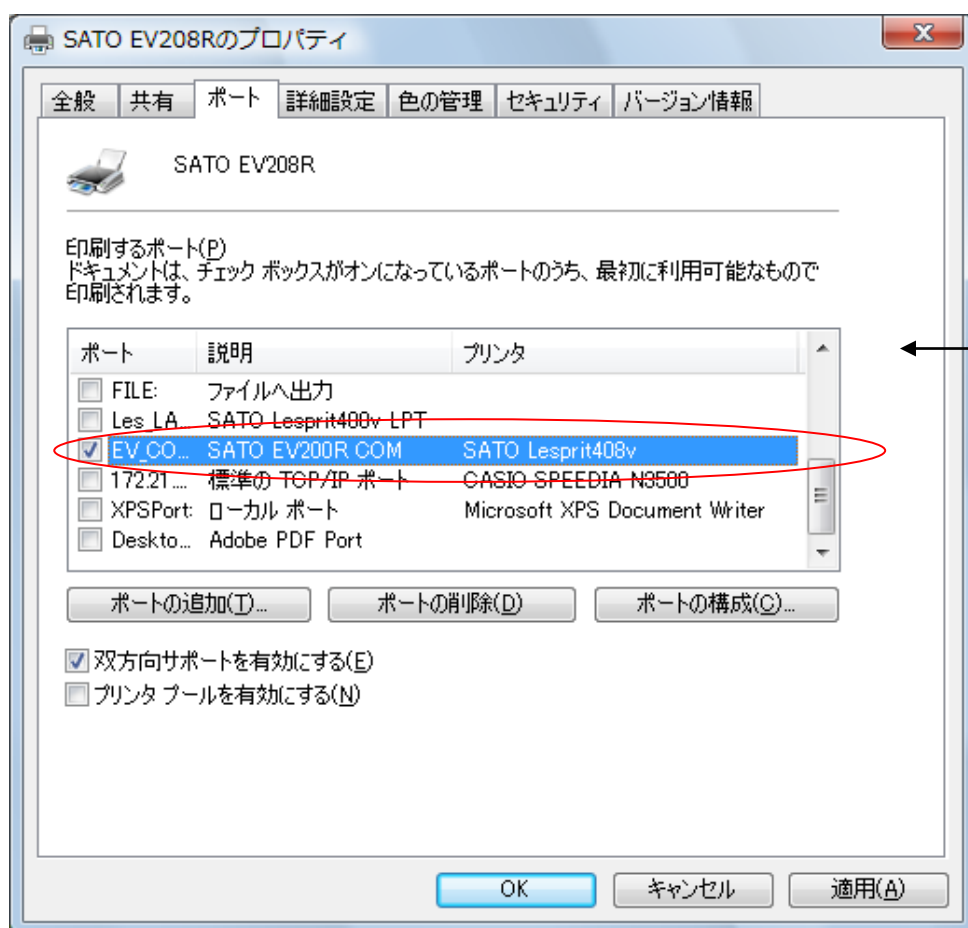 SATO EV208Rのプロパティ
全般 共有 ポート 詳細設定 色の管理 セキュリティ バージョン情報
SATO EV208R
印刷するポート(P)
ドキュメントは、チェック ボックスがオンになっているポートのうち、最初に利用可能なもので
印刷されます。
ポート 説明 プリンタ
FILE: ファイルへ出力
Les_LA... SATO Lesprit400v LPT
EV_CO... SATO EV200R COM SATO Lesprit408v
172.21.... 標準の TCP/IP ポート CASIO SPEEDIA N3500
XPSPort: ローカル ポート Microsoft XPS Document Writer
Deskto... Adobe PDF Port
ポートの追加(T)... ポートの削除(D) ポートの構成(C)...
双方向サポートを有効にする(E)
プリンタ プールを有効にする(N)
OK キャンセル 適用(A)